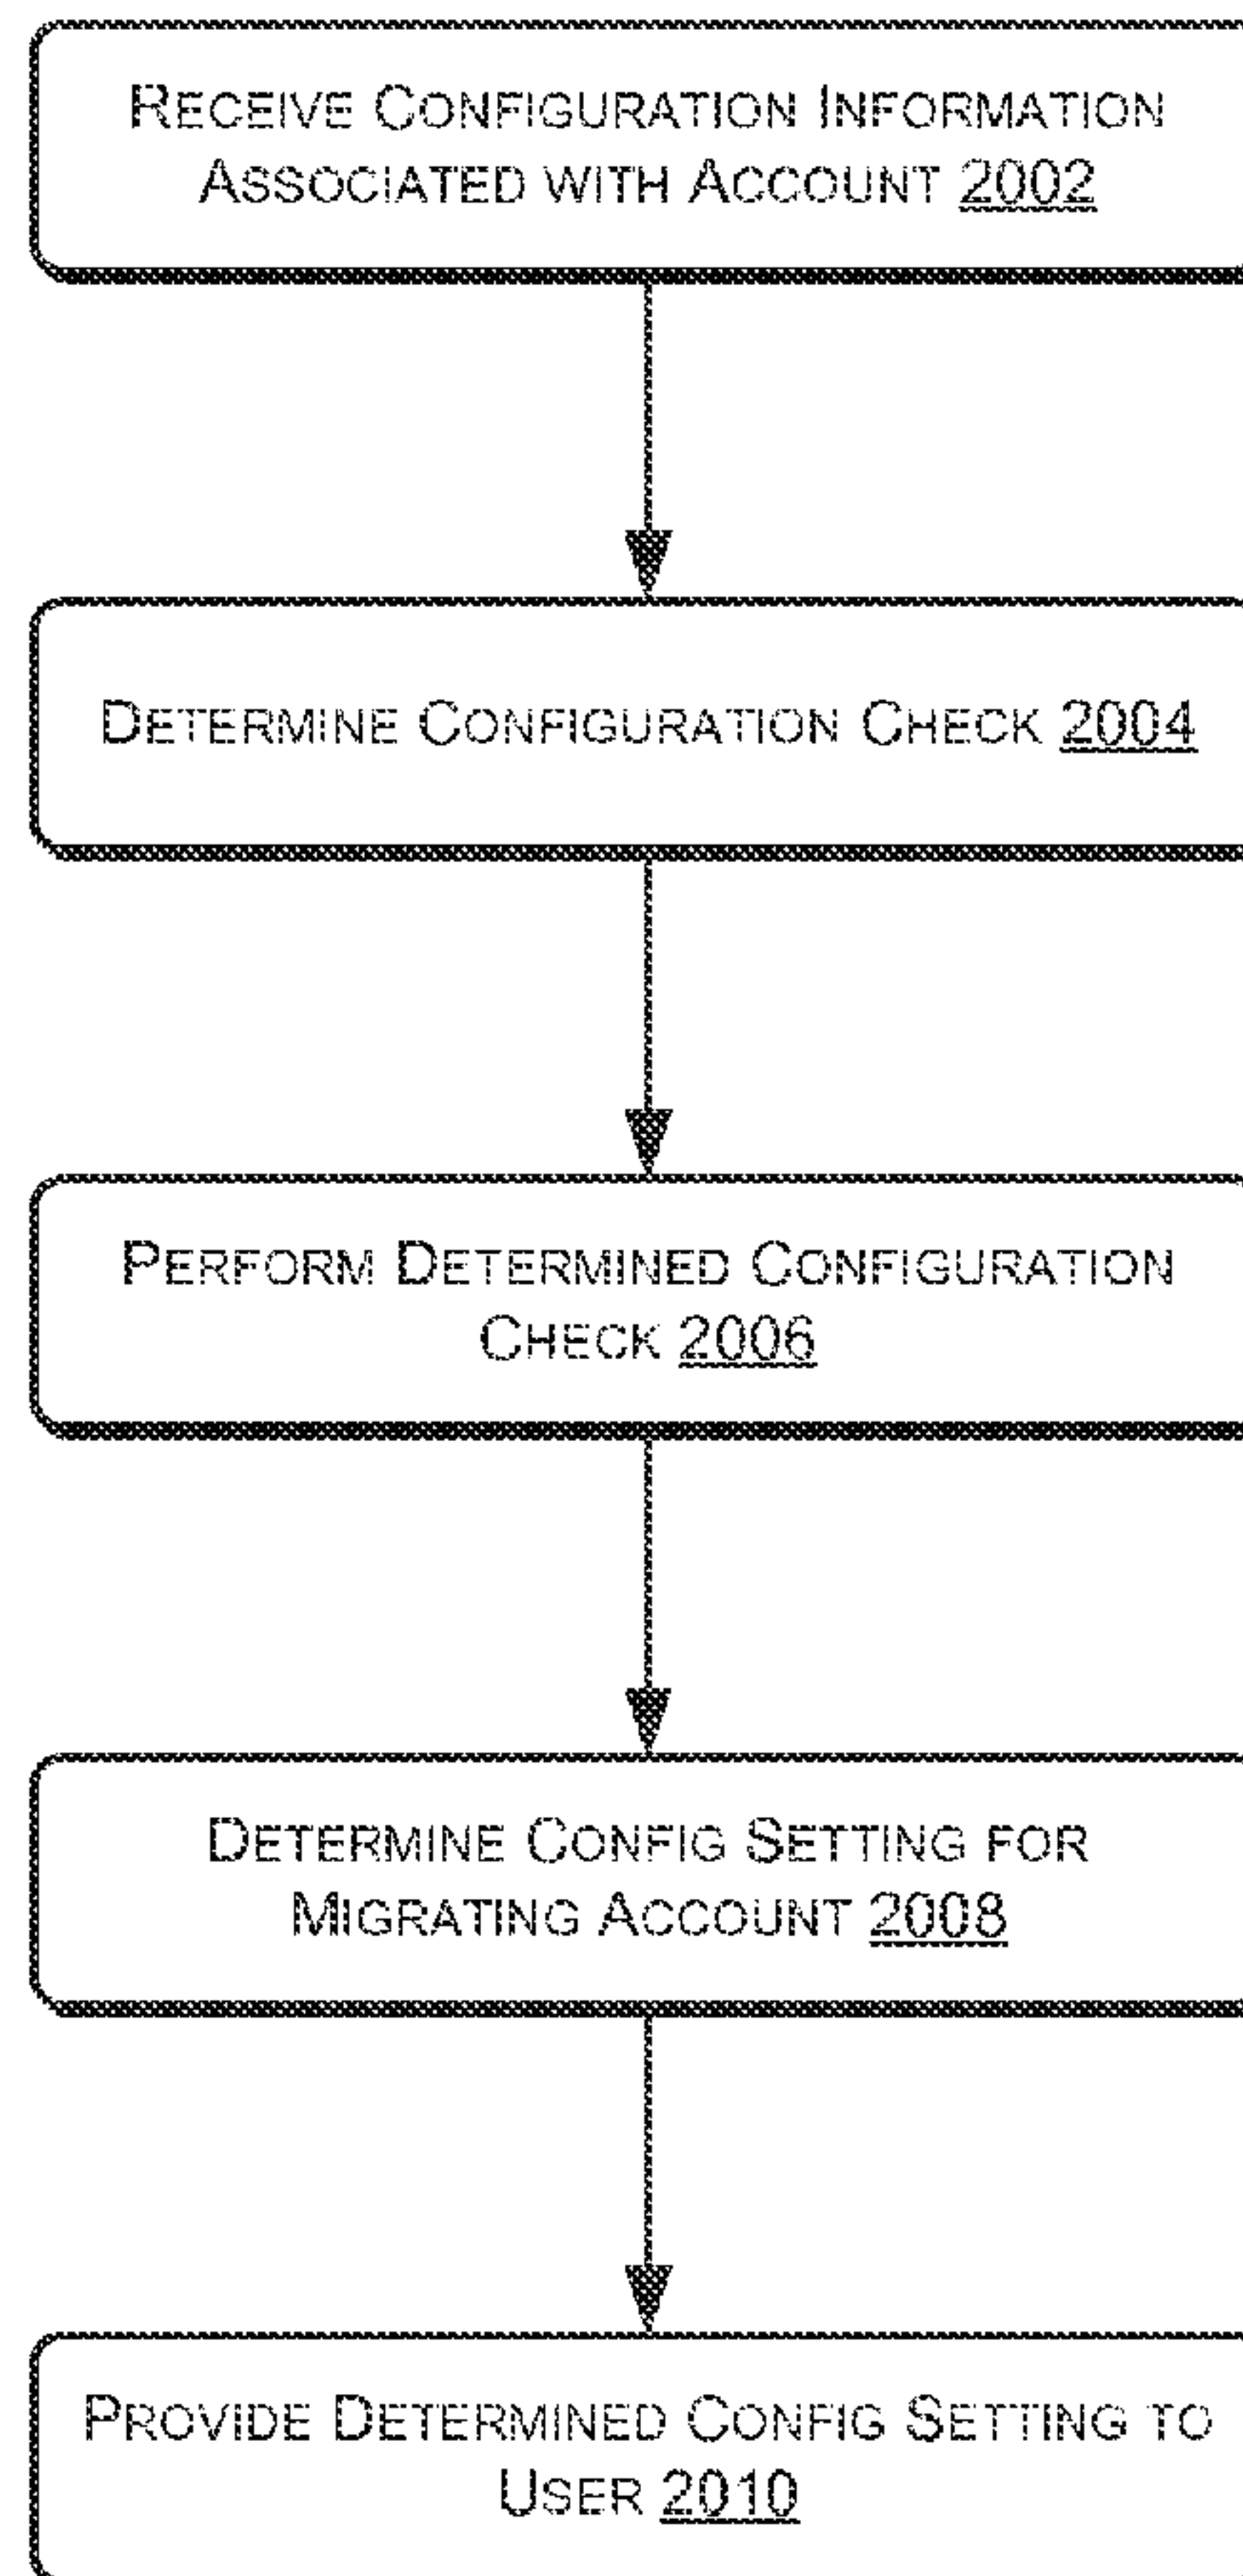 RECEIVE CONFIGURATION INFORMATION
ASSOCIATED WITH ACCOUNT 2002
DETERMINE CONFIGURATION CHECK 2004
PERFORM DETERMINED CONFIGURATION
CHECK 2006
DETERMINE CONFIG SETTING FOR
MIGRATING ACCOUNT 2008
PROVIDE DETERMINED CONFIG SETTING TO
USER 2010